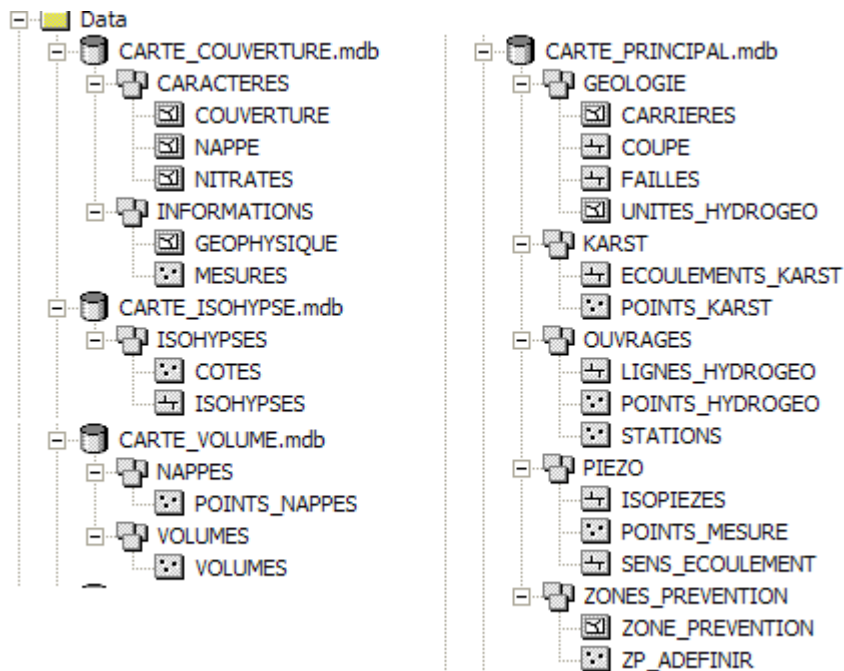 Data
CARTE_COUVERTURE.mdb
CARACTERES
COUVERTURE
NAPPE
NITRATES
INFORMATIONS
GEOPHYSIQUE
MESURES
CARTE_ISOHYPSE.mdb
ISOHYPSES
COTES
ISOHYPSES
CARTE_VOLUME.mdb
NAPPES
POINTS_NAPPES
VOLUMES
VOLUMES
CARTE_PRINCIPAL.mdb
GEOLOGIE
CARRIERES
COUPE
FAILLES
UNITES_HYDROGEO
KARST
ECOULEMENTS_KARST
POINTS_KARST
OUVRAGES
LIGNES_HYDROGEO
POINTS_HYDROGEO
STATIONS
PIEZO
ISOPIEZES
POINTS_MESURE
SENS_ECOULEMENT
ZONES_PREVENTION
ZONE_PREVENTION
ZP_ADEFINIR